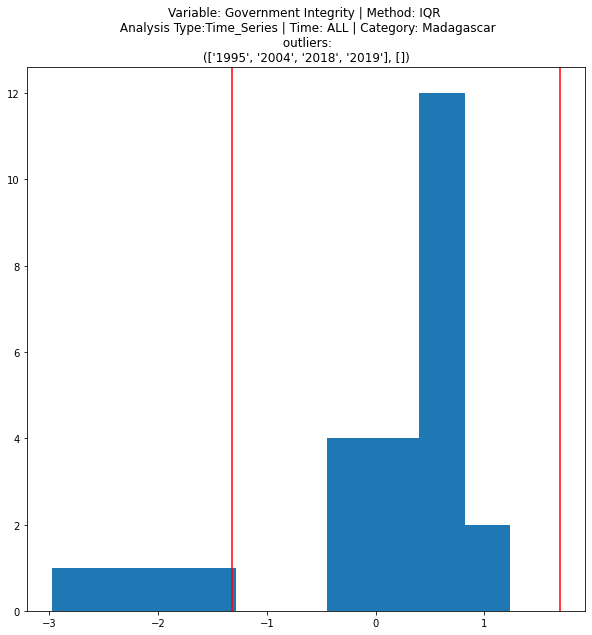 Variable: Government Integrity | Method: IQR
Analysis Type:Time_Series | Time: ALL | Category: Madagascar
outliers:
(['1995', '2004', '2018', '2019'], [])
12
10
8
6
4
2
0
−3 −2 −1 0 1